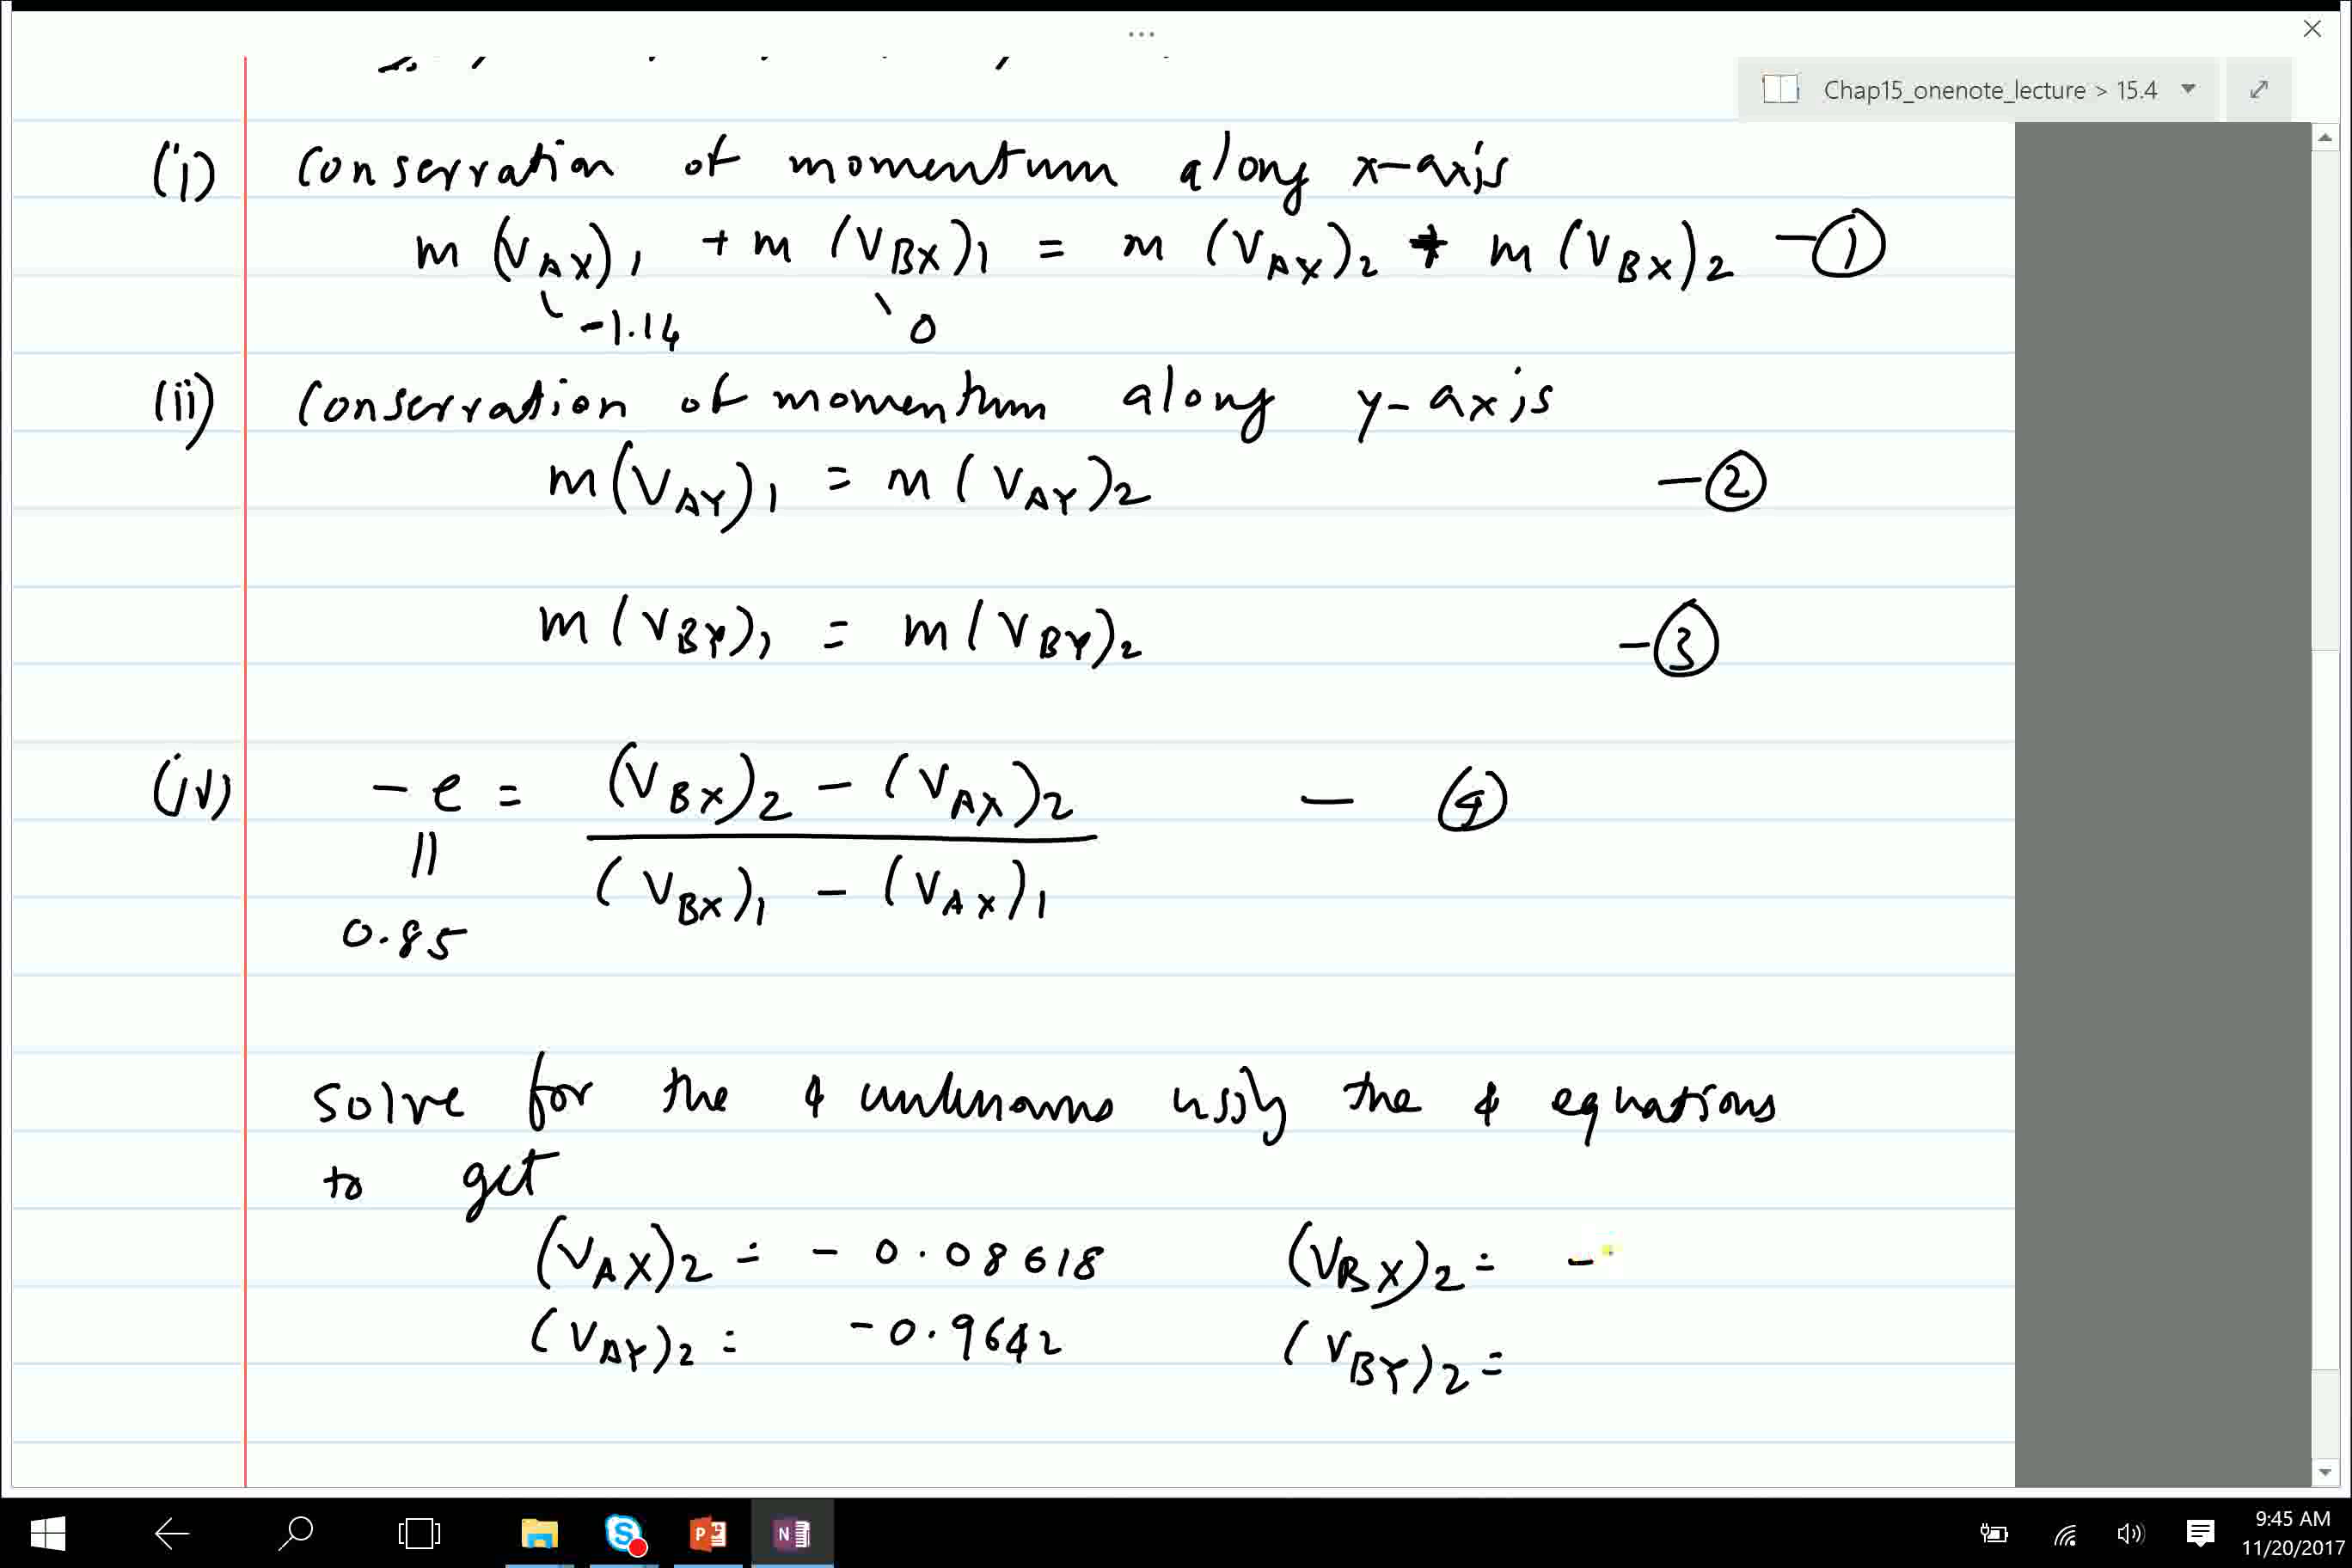 Chap15_onenote_lecture > 15.4
(i) Conservation of momentum along x-axis
m (VAX)1 + m (VBX)1 = m (VAX)2 + m (VBX)2 - ①
-1.14 0
(ii) Conservation of momentum along y-axis
m(VAY)1 = m(VAY)2 - ②
m(VBY)1 = m(VBY)2 - ③
(iv) - e = (VBX)2 - (VAX)2 - ④
(VBX)1 - (VAX)1
||
0.85
solve for the 4 unknowns using the 4 equations
to get
(VAX)2 = - 0.08618 (VBX)2 = -
(VAY)2 = -0.9642 (VBY)2 =
9:45 AM
11/20/2017